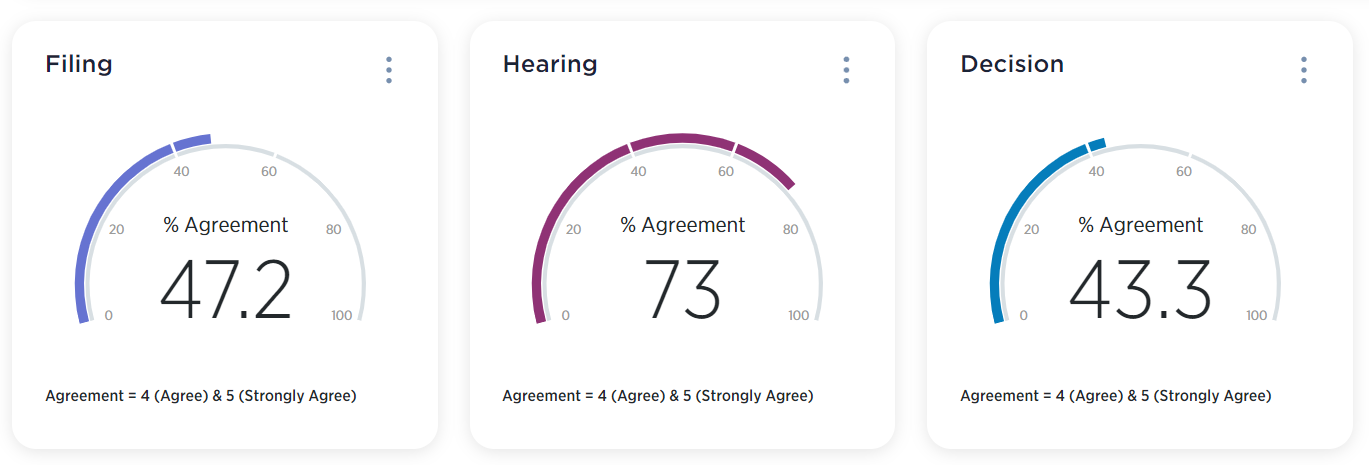 Filing
40
60
20
% Agreement
80
47.2
0
100
Agreement = 4 (Agree) & 5 (Strongly Agree)
Hearing
40
60
20
% Agreement
80
73
0
100
Agreement = 4 (Agree) & 5 (Strongly Agree)
Decision
40
60
20
% Agreement
80
43.3
0
100
Agreement = 4 (Agree) & 5 (Strongly Agree)